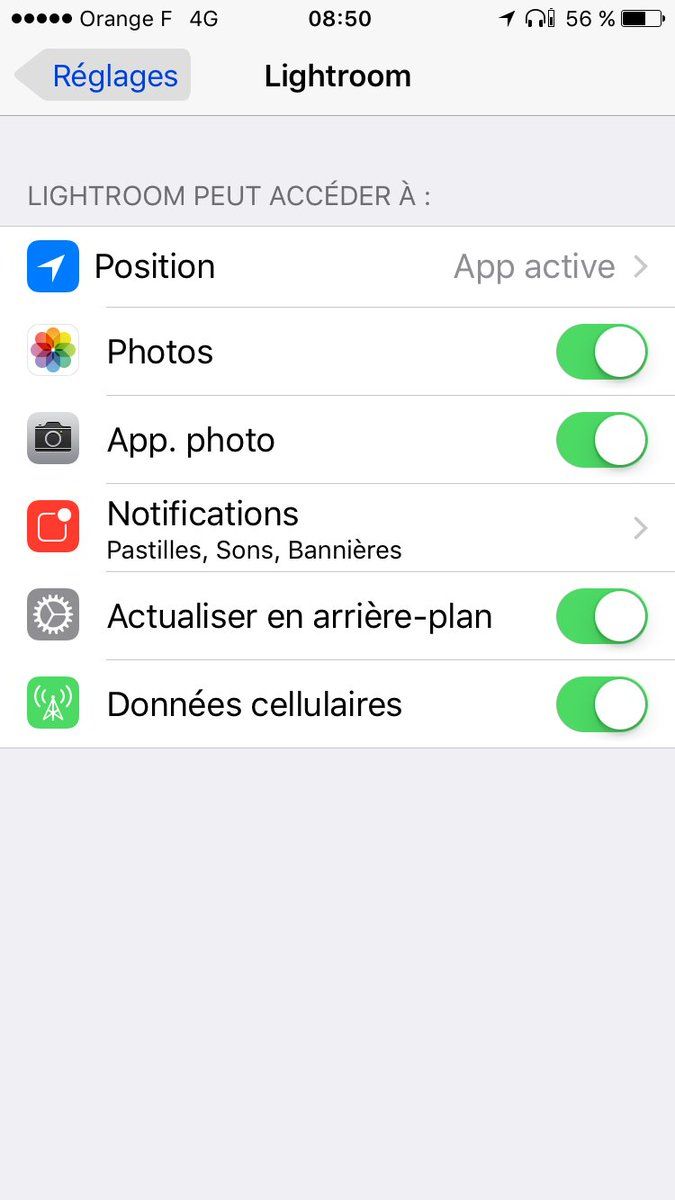 Orange F 4G 08:50 56 %
Réglages Lightroom
LIGHTROOM PEUT ACCÉDER À :
Position App active
Photos
App. photo
Notifications
Pastilles, Sons, Bannières
Actualiser en arrière-plan
Données cellulaires